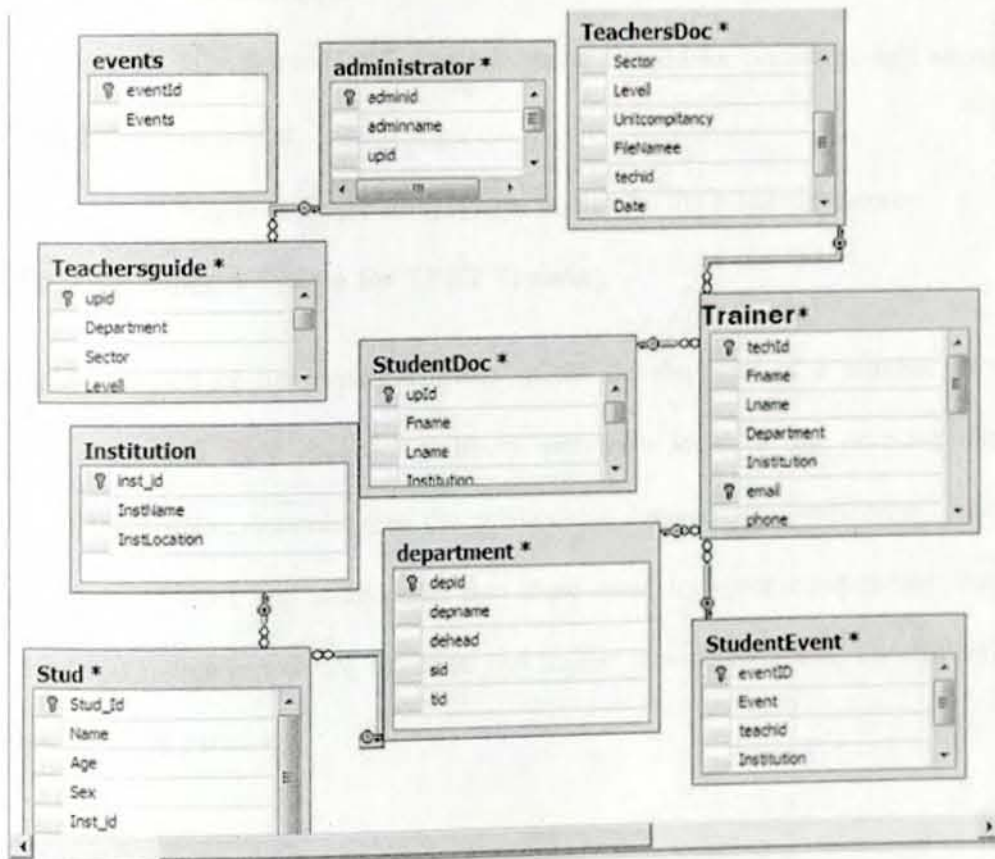 events
eventId
Events
administrator *
adminid
adminname
upid
TeachersDoc *
Sector
Levell
Unitcompitancy
FileNamee
techid
Date
Teachersguide *
upid
Department
Sector
Levell
StudentDoc *
upId
Fname
Lname
Institution
Trainer*
techId
Fname
Lname
Department
Inistitution
email
phone
Institution
inst_id
InstName
InstLocation
department *
depid
depname
dehead
sid
tid
StudentEvent *
eventID
Event
teachid
Institution
Stud *
Stud_Id
Name
Age
Sex
Inst_id